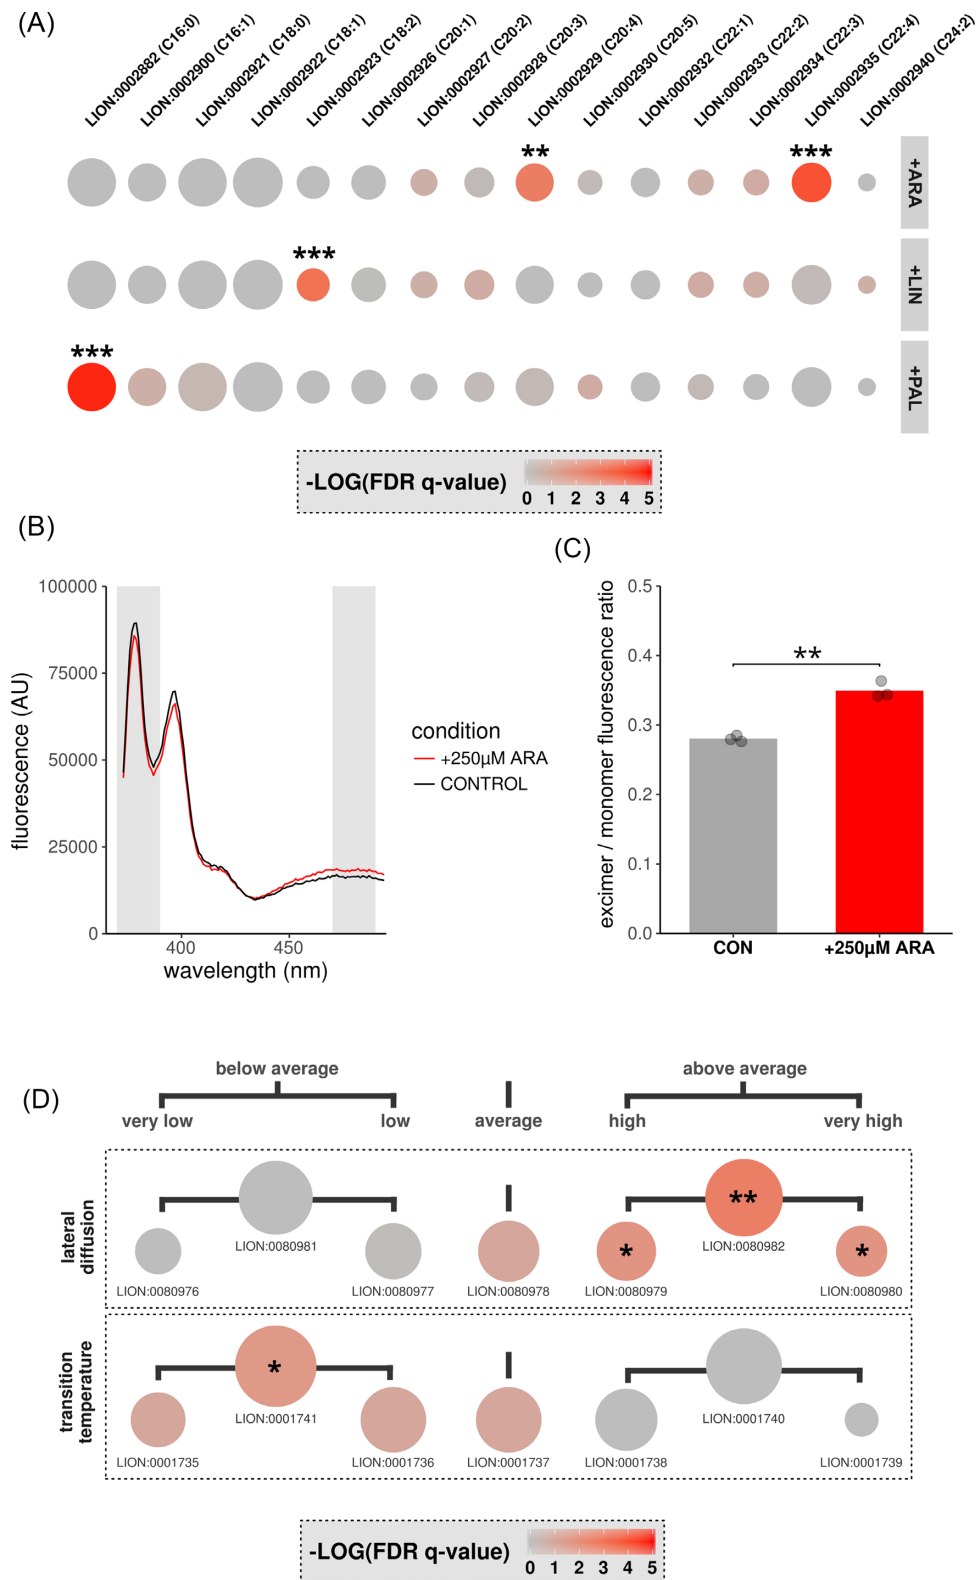 (A)
LION:0002882 (C16:0)
LION:0002900 (C16:1)
LION:0002921 (C18:0)
LION:0002922 (C18:1)
LION:0002923 (C18:2)
LION:0002926 (C20:1)
LION:0002927 (C20:2)
LION:0002928 (C20:3)
LION:0002929 (C20:4)
LION:0002930 (C20:5)
LION:0002932 (C22:1)
LION:0002933 (C22:2)
LION:0002934 (C22:3)
LION:0002935 (C22:4)
LION:0002940 (C24:2)
** ***
+ARA
***
+LIN
***
+PAL
-LOG(FDR q-value)
0 1 2 3 4 5
(B)
100000
75000
50000
25000
0
fluorescence (AU)
400 450
wavelength (nm)
condition
+250µM ARA
CONTROL
(C)
0.5
0.4
0.3
0.2
0.1
0.0
excimer / monomer fluorescence ratio
**
CON +250µM ARA
(D)
below average above average
very low low average high very high
lateral
diffusion
** 
* *
LION:0080981 LION:0080982
LION:0080976 LION:0080977 LION:0080978 LION:0080979 LION:0080980
transition
temperature
*
LION:0001741 LION:0001740
LION:0001735 LION:0001736 LION:0001737 LION:0001738 LION:0001739
-LOG(FDR q-value)
0 1 2 3 4 5